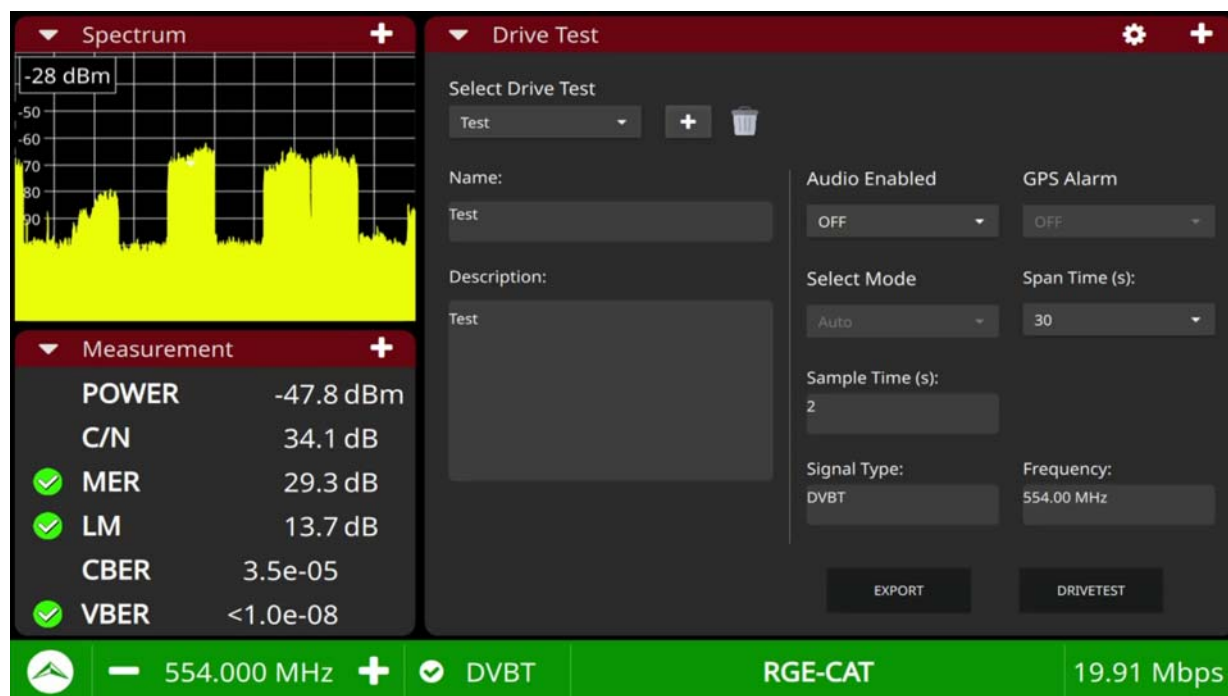 Spectrum
-28 dBm
-50
-60
-70
-80
-90
Measurement
POWER -47.8 dBm
C/N 34.1 dB
MER 29.3 dB
LM 13.7 dB
CBER 3.5e-05
VBER <1.0e-08
Drive Test
Select Drive Test
Test
Name:
Test
Description:
Test
Audio Enabled GPS Alarm
OFF OFF
Select Mode Span Time (s):
Auto 30
Sample Time (s):
2
Signal Type: Frequency:
DVBT 554.00 MHz
EXPORT DRIVETEST
554.000 MHz DVBT RGE-CAT 19.91 Mbps